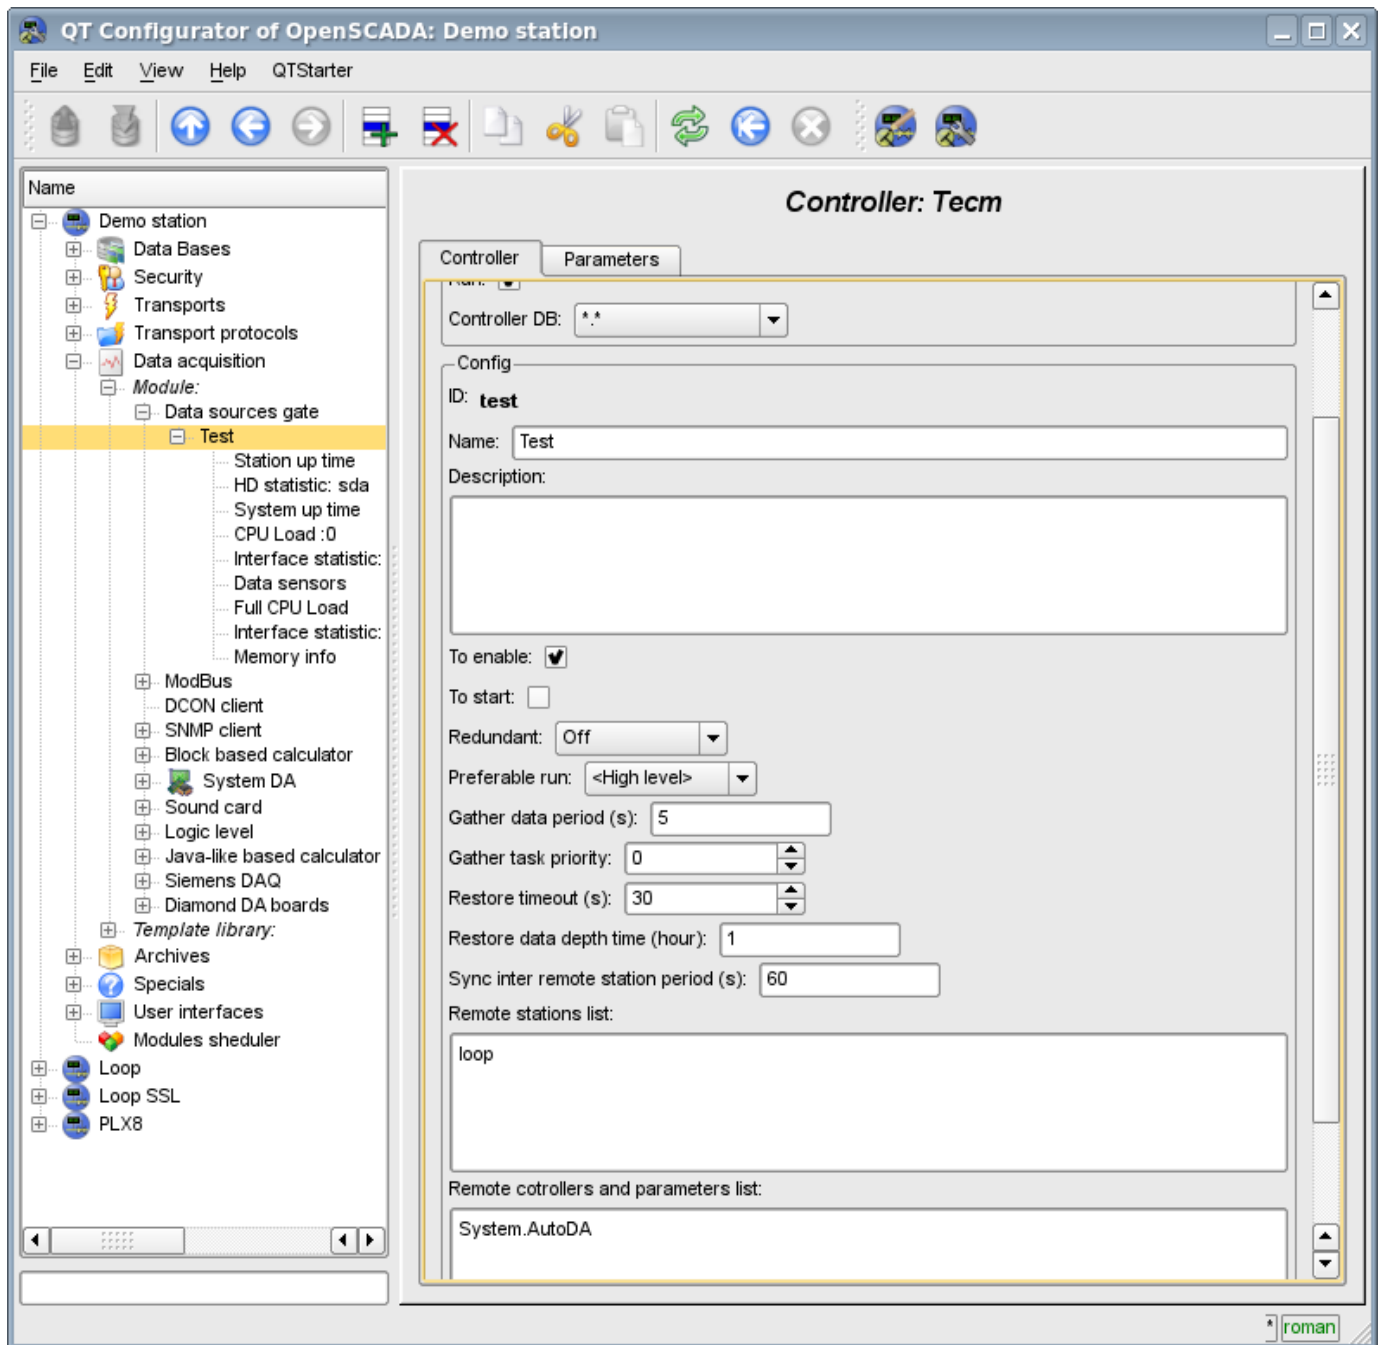 QT Configurator of OpenSCADA: Demo station
File Edit View Help QTStarter
Name
Demo station
Data Bases
Security
Transports
Transport protocols
Data acquisition
Module:
Data sources gate
Test
Station up time
HD statistic: sda
System up time
CPU Load :0
Interface statistic:
Data sensors
Full CPU Load
Interface statistic:
Memory info
ModBus
DCON client
SNMP client
Block based calculator
System DA
Sound card
Logic level
Java-like based calculator
Siemens DAQ
Diamond DA boards
Template library:
Archives
Specials
User interfaces
Modules sheduler
Loop
Loop SSL
PLX8
Controller: Tecm
Controller Parameters
Run:
Controller DB: *.*
Config
ID: test
Name: Test
Description:
To enable:
To start:
Redundant: Off
Preferable run: <High level>
Gather data period (s): 5
Gather task priority: 0
Restore timeout (s): 30
Restore data depth time (hour): 1
Sync inter remote station period (s): 60
Remote stations list:
loop
Remote cotrollers and parameters list:
System.AutoDA
* roman